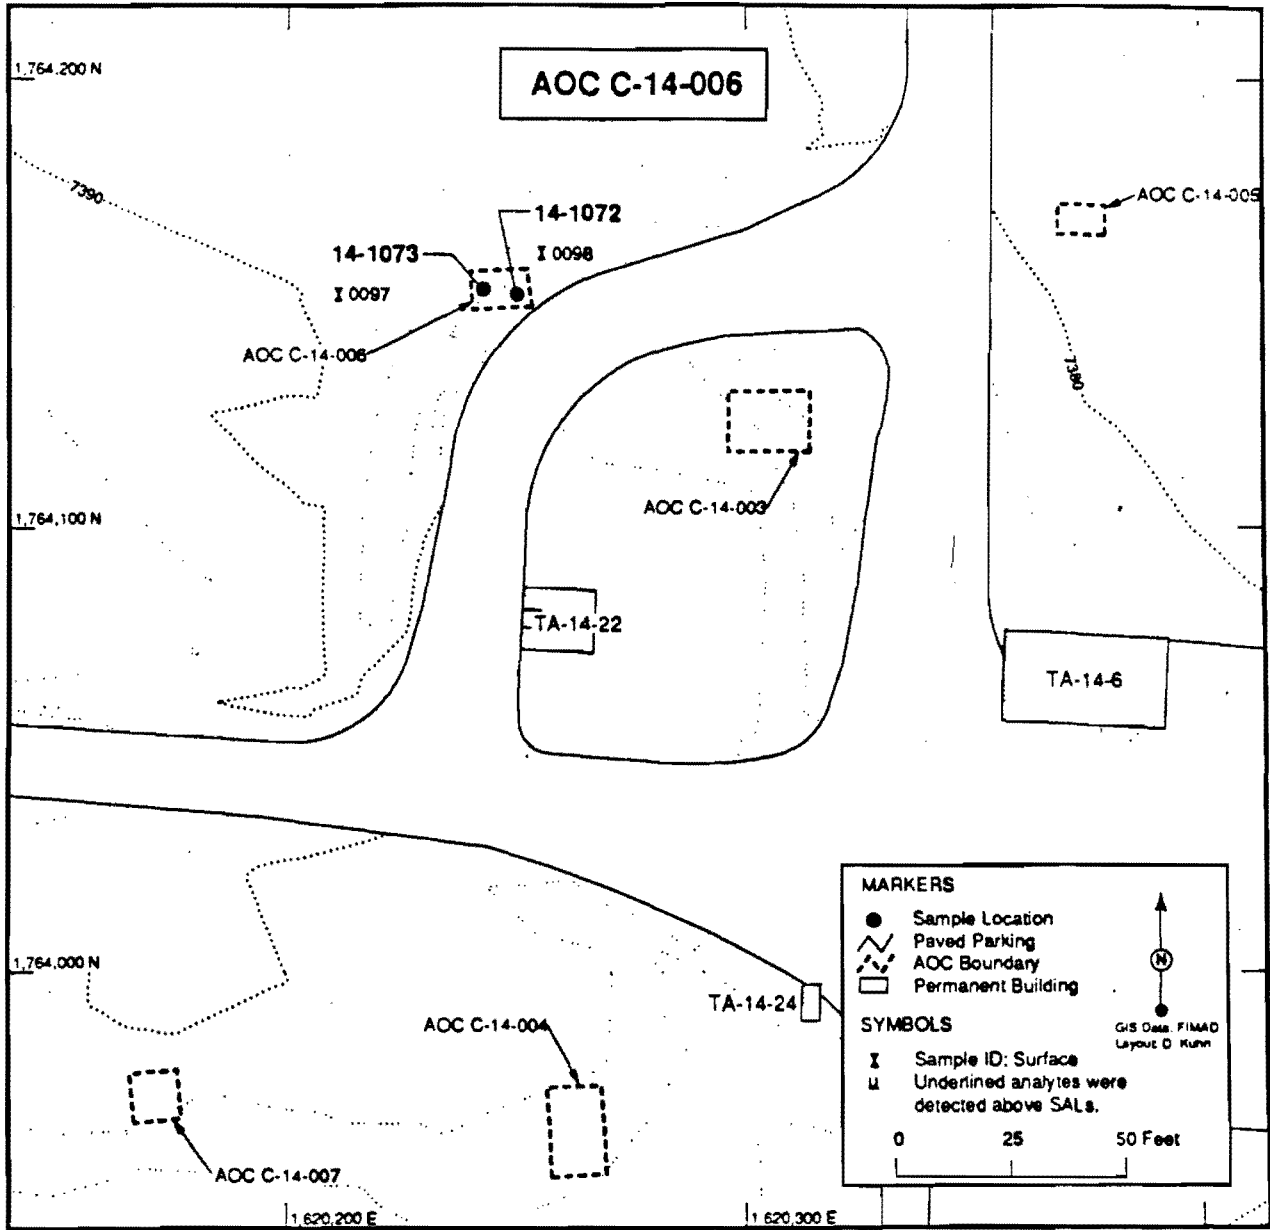 1,764,200 N
AOC C-14-006
7390
AOC C-14-005
14-1072
14-1073
0098
0097
AOC C-14-006
7380
AOC C-14-003
1,764,100 N
TA-14-22
TA-14-6
MARKERS
Sample Location
Paved Parking
AOC Boundary
Permanent Building
N
GIS Data: FIMAD
Layout: D. Kuhn
SYMBOLS
Sample ID: Surface
u Underlined analytes were
detected above SALs.
0 25 50 Feet
1,764,000 N
TA-14-24
AOC C-14-004
AOC C-14-007
1,620,200 E
1,620,300 E